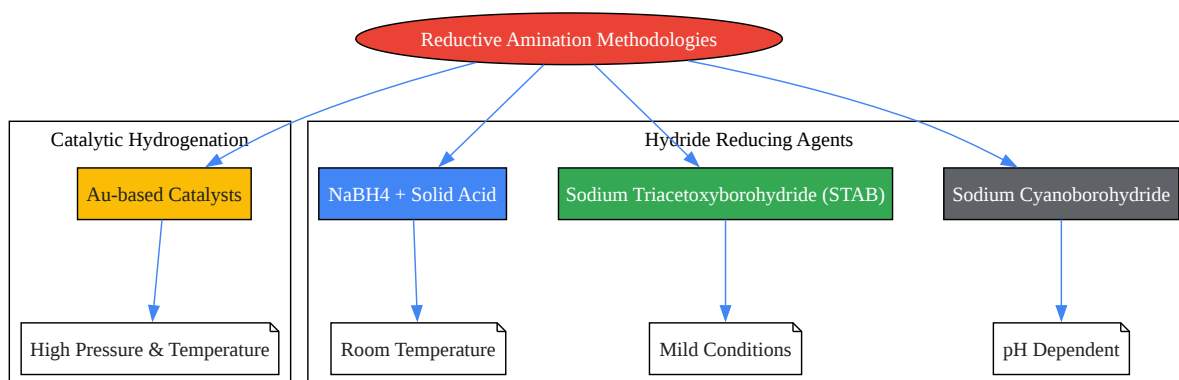 Reductive Amination Methodologies
Catalytic Hydrogenation
Hydride Reducing Agents
Au-based Catalysts
NaBH4 + Solid Acid
Sodium Triacetoxyborohydride (STAB)
Sodium Cyanoborohydride
High Pressure & Temperature
Room Temperature
Mild Conditions
pH Dependent